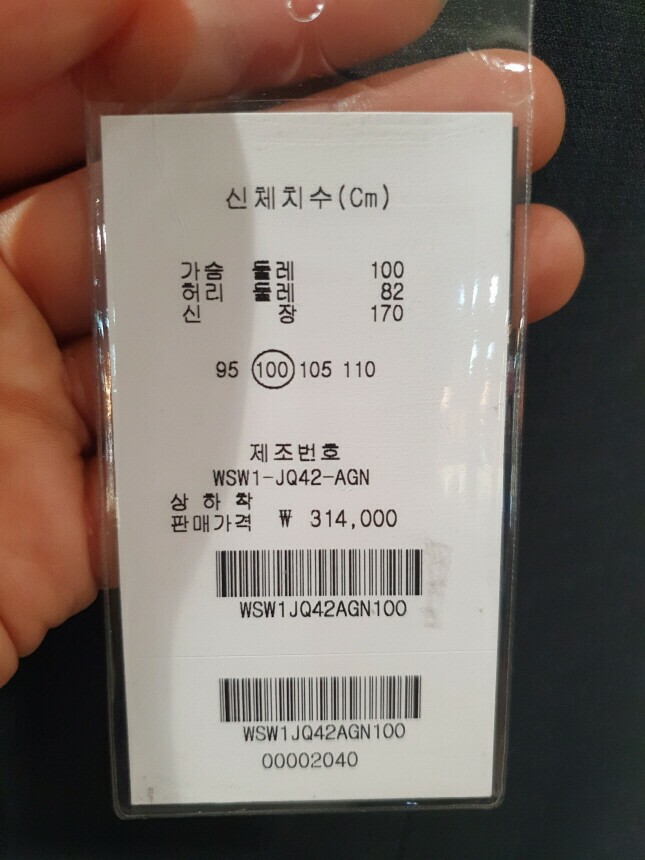 신체치수(Cm)
가슴 둘레 100
허리 둘레 82
신 장 170
95 100 105 110
제조번호
WSW1-JQ42-AGN
상 하 착
판매가격 ₩ 314,000
WSW1JQ42AGN100
WSW1JQ42AGN100
00002040